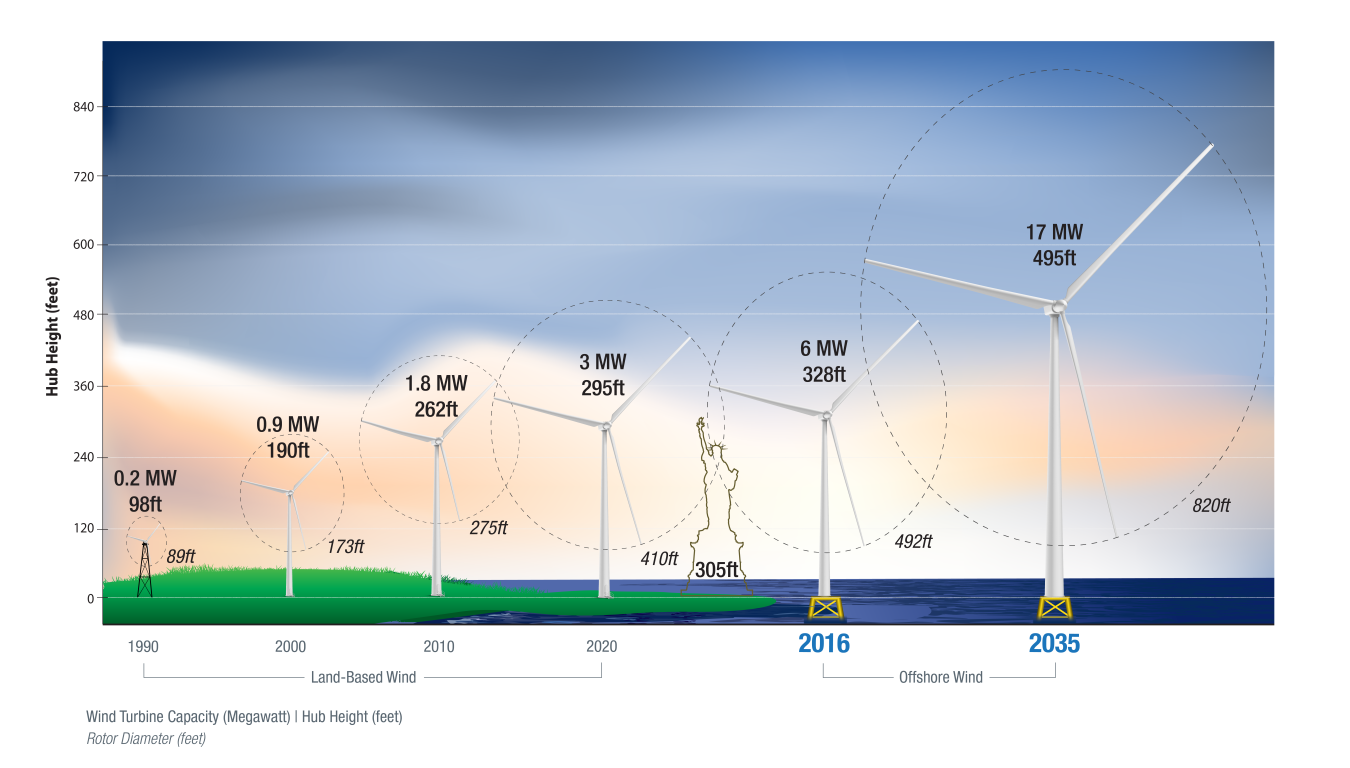 840
720
600
480
360
240
120
0
Hub Height (feet)
0.2 MW
98ft
89ft
0.9 MW
190ft
173ft
1.8 MW
262ft
275ft
3 MW
295ft
410ft
305ft
6 MW
328ft
492ft
17 MW
495ft
820ft
1990
2000
2010
2020
2016
2035
Land-Based Wind
Offshore Wind
Wind Turbine Capacity (Megawatt) | Hub Height (feet)
Rotor Diameter (feet)